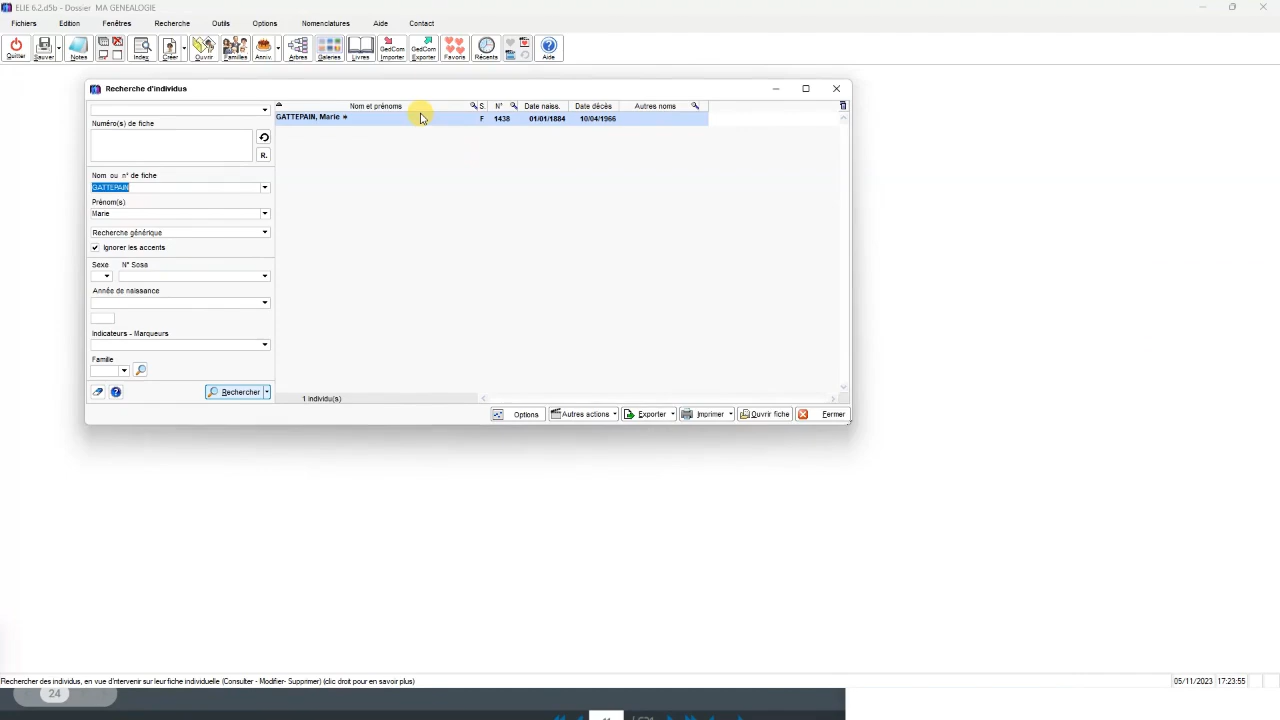 ELIE 6.2.d5b - Dossier MA GENEALOGIE
Fichiers Edition Fenêtres Recherche Outils Options Nomenclatures Aide Contact
Quitter Sauver Notes Index Créer Ouvrir Familles Anniv. Arbres Galeries Livres GedCom Importer GedCom Exporter Favoris Récents Aide
Recherche d'individus
Nom et prénoms S. N° Date naiss. Date décès Autres noms
GATTEPAIN, Marie * F 1438 01/01/1884 10/04/1966
Numéro(s) de fiche
R.
Nom ou n° de fiche
GATTEPAIN
Prénom(s)
Marie
Recherche générique
Ignorer les accents
Sexe N° Sosa
Année de naissance
Indicateurs - Marqueurs
Famille
Rechercher
1 individu(s)
Options Autres actions Exporter Imprimer Ouvrir fiche Fermer
Rechercher des individus, en vue d'intervenir sur leur fiche individuelle (Consulter - Modifier- Supprimer) (clic droit pour en savoir plus)
05/11/2023 17:23:55
24